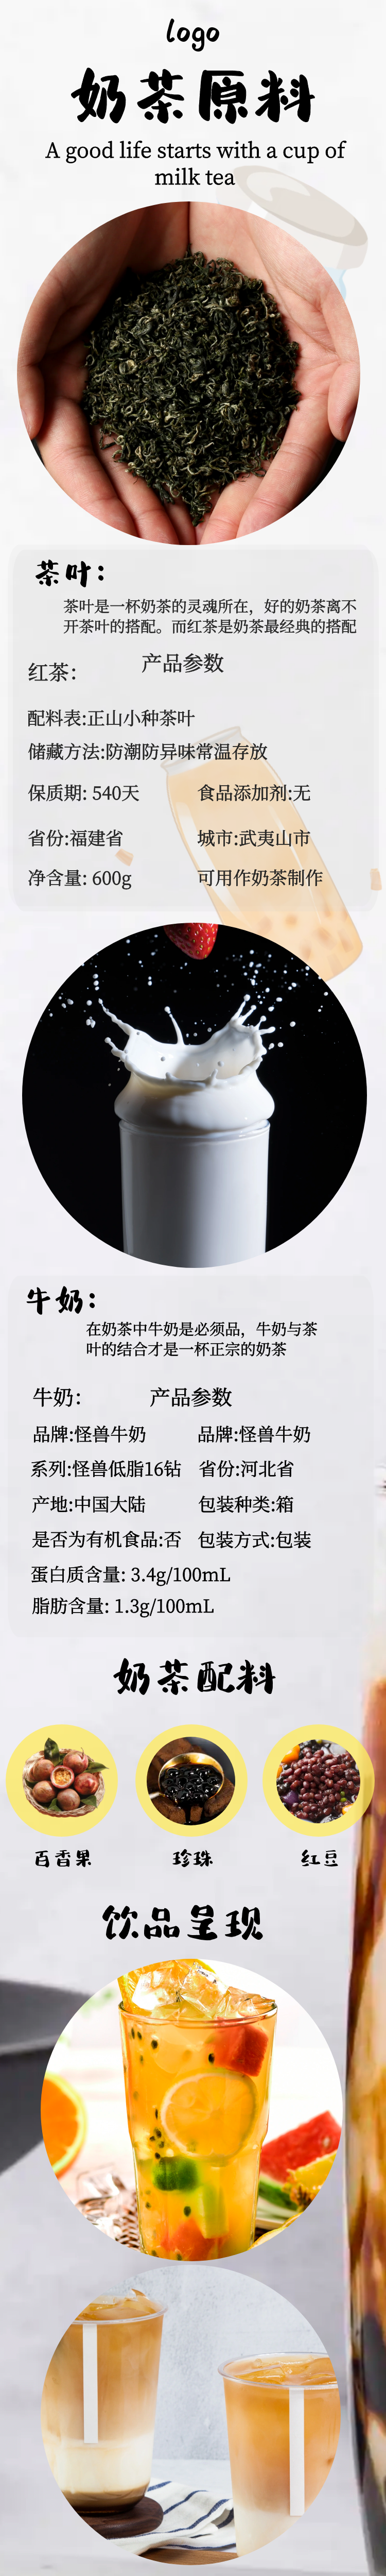 logo
奶茶原料
A good life starts with a cup of
milk tea
茶叶：
茶叶是一杯奶茶的灵魂所在，好的奶茶离不
开茶叶的搭配。而红茶是奶茶最经典的搭配
产品参数
红茶：
配料表:正山小种茶叶
储藏方法:防潮防异味常温存放
保质期: 540天 食品添加剂:无
省份:福建省 城市:武夷山市
净含量: 600g 可用作奶茶制作
牛奶：
在奶茶中牛奶是必须品，牛奶与茶
叶的结合才是一杯正宗的奶茶
牛奶： 产品参数
品牌:怪兽牛奶 品牌:怪兽牛奶
系列:怪兽低脂16钻 省份:河北省
产地:中国大陆 包装种类:箱
是否为有机食品:否 包装方式:包装
蛋白质含量: 3.4g/100mL
脂肪含量: 1.3g/100mL
奶茶配料
百香果 珍珠 红豆
饮品呈现